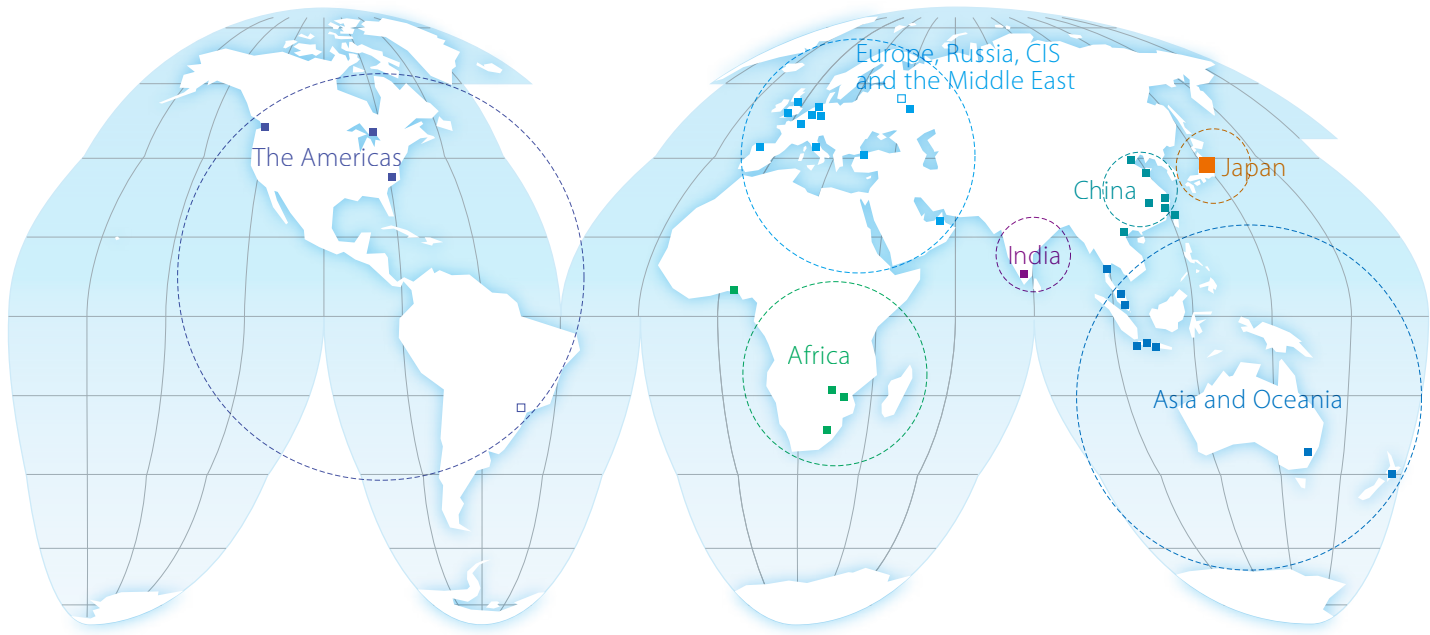 Europe, Russia, CIS
and the Middle East
The Americas
Japan
China
India
Africa
Asia and Oceania